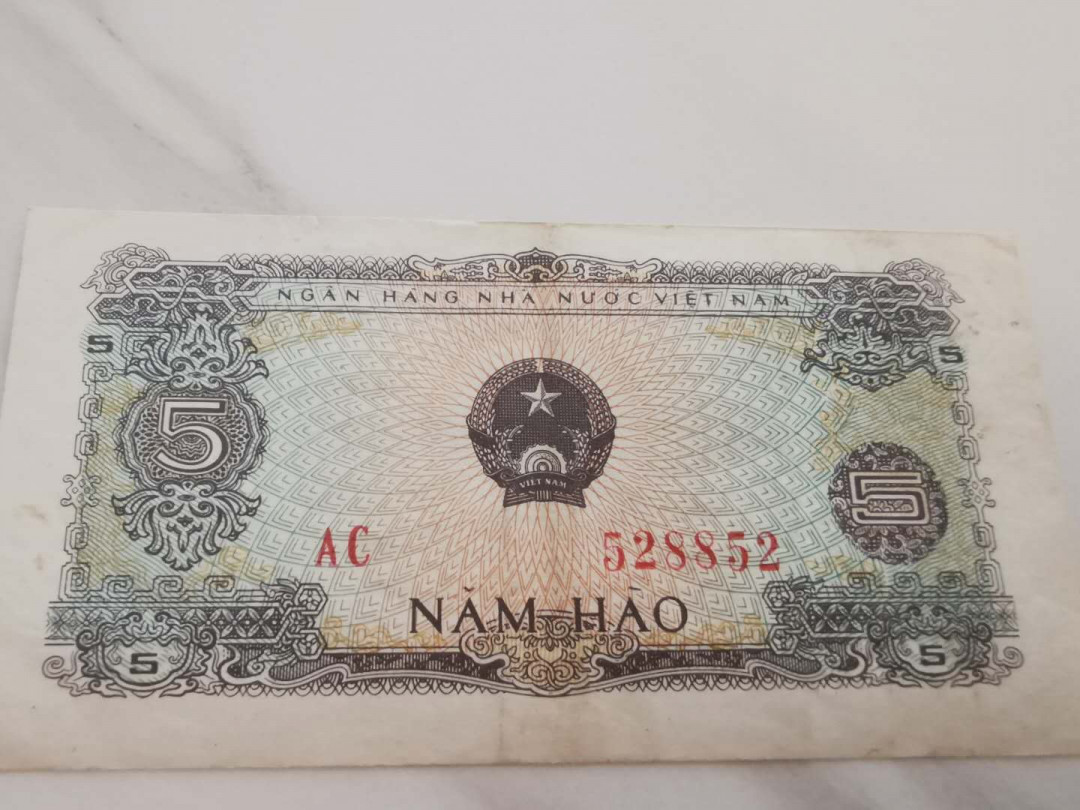 NGÂN HÀNG NHÀ NƯỚC VIỆT NAM
5 5
5 5
VIỆT NAM
AC 528852
NĂM HÀO
5 5